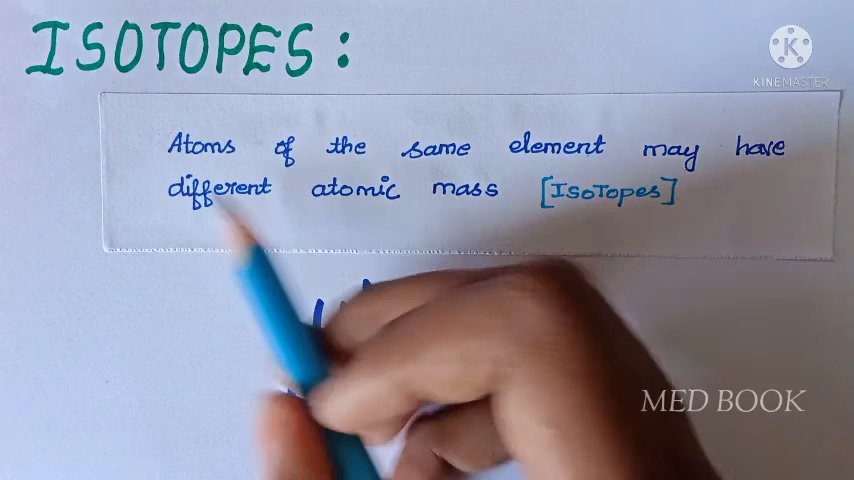 ISOTOPES:
K
KINEMASTER
Atoms of the same element may have
different atomic mass [IsoTopes]
MED BOOK